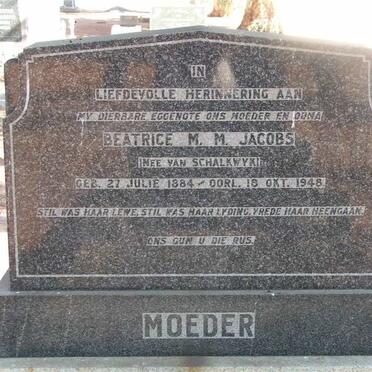 IN
LIEFDEVOLLE HERINNERING AAN
MY DIERBARE EGGENOTE ONS MOEDER EN OUMA
BEATRICE M. M. JACOBS
(NEE VAN SCHALKWYK)
GEB. 27 JULIE 1884 - OORL. 18 OKT. 1948.
STIL WAS HAAR LEWE, STIL WAS HAAR LYDING, VREDE HAAR HEENGAAN.
ONS GUN U DIE RUS.
MOEDER